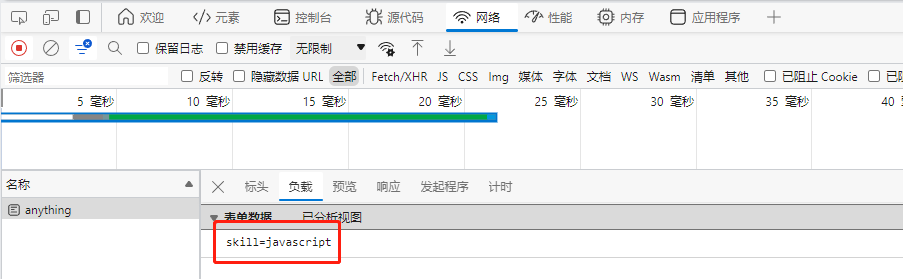 欢迎 元素 控制台 源代码 网络 性能 内存 应用程序
保留日志 禁用缓存 无限制
筛选器 反转 隐藏数据 URL 全部 Fetch/XHR JS CSS Img 媒体 字体 文档 WS Wasm 清单 其他 已阻止 Cookie 已阻
5 毫秒 10 毫秒 15 毫秒 20 毫秒 25 毫秒 30 毫秒 35 毫秒 40 毫
名称 标头 负载 预览 响应 发起程序 计时
anything
表单数据 已分析视图
skill=javascript